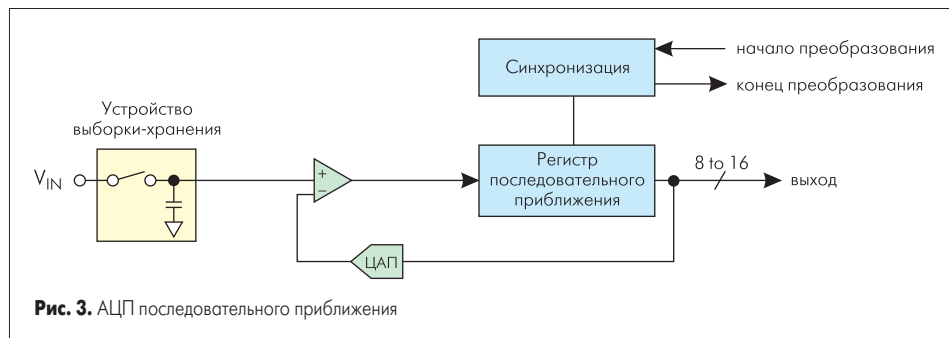 Синхронизация
начало преобразования
конец преобразования
Устройство
выборки-хранения
V_IN
+
−
Регистр
последовательного
приближения
8 to 16
выход
ЦАП
Рис. 3. АЦП последовательного приближения